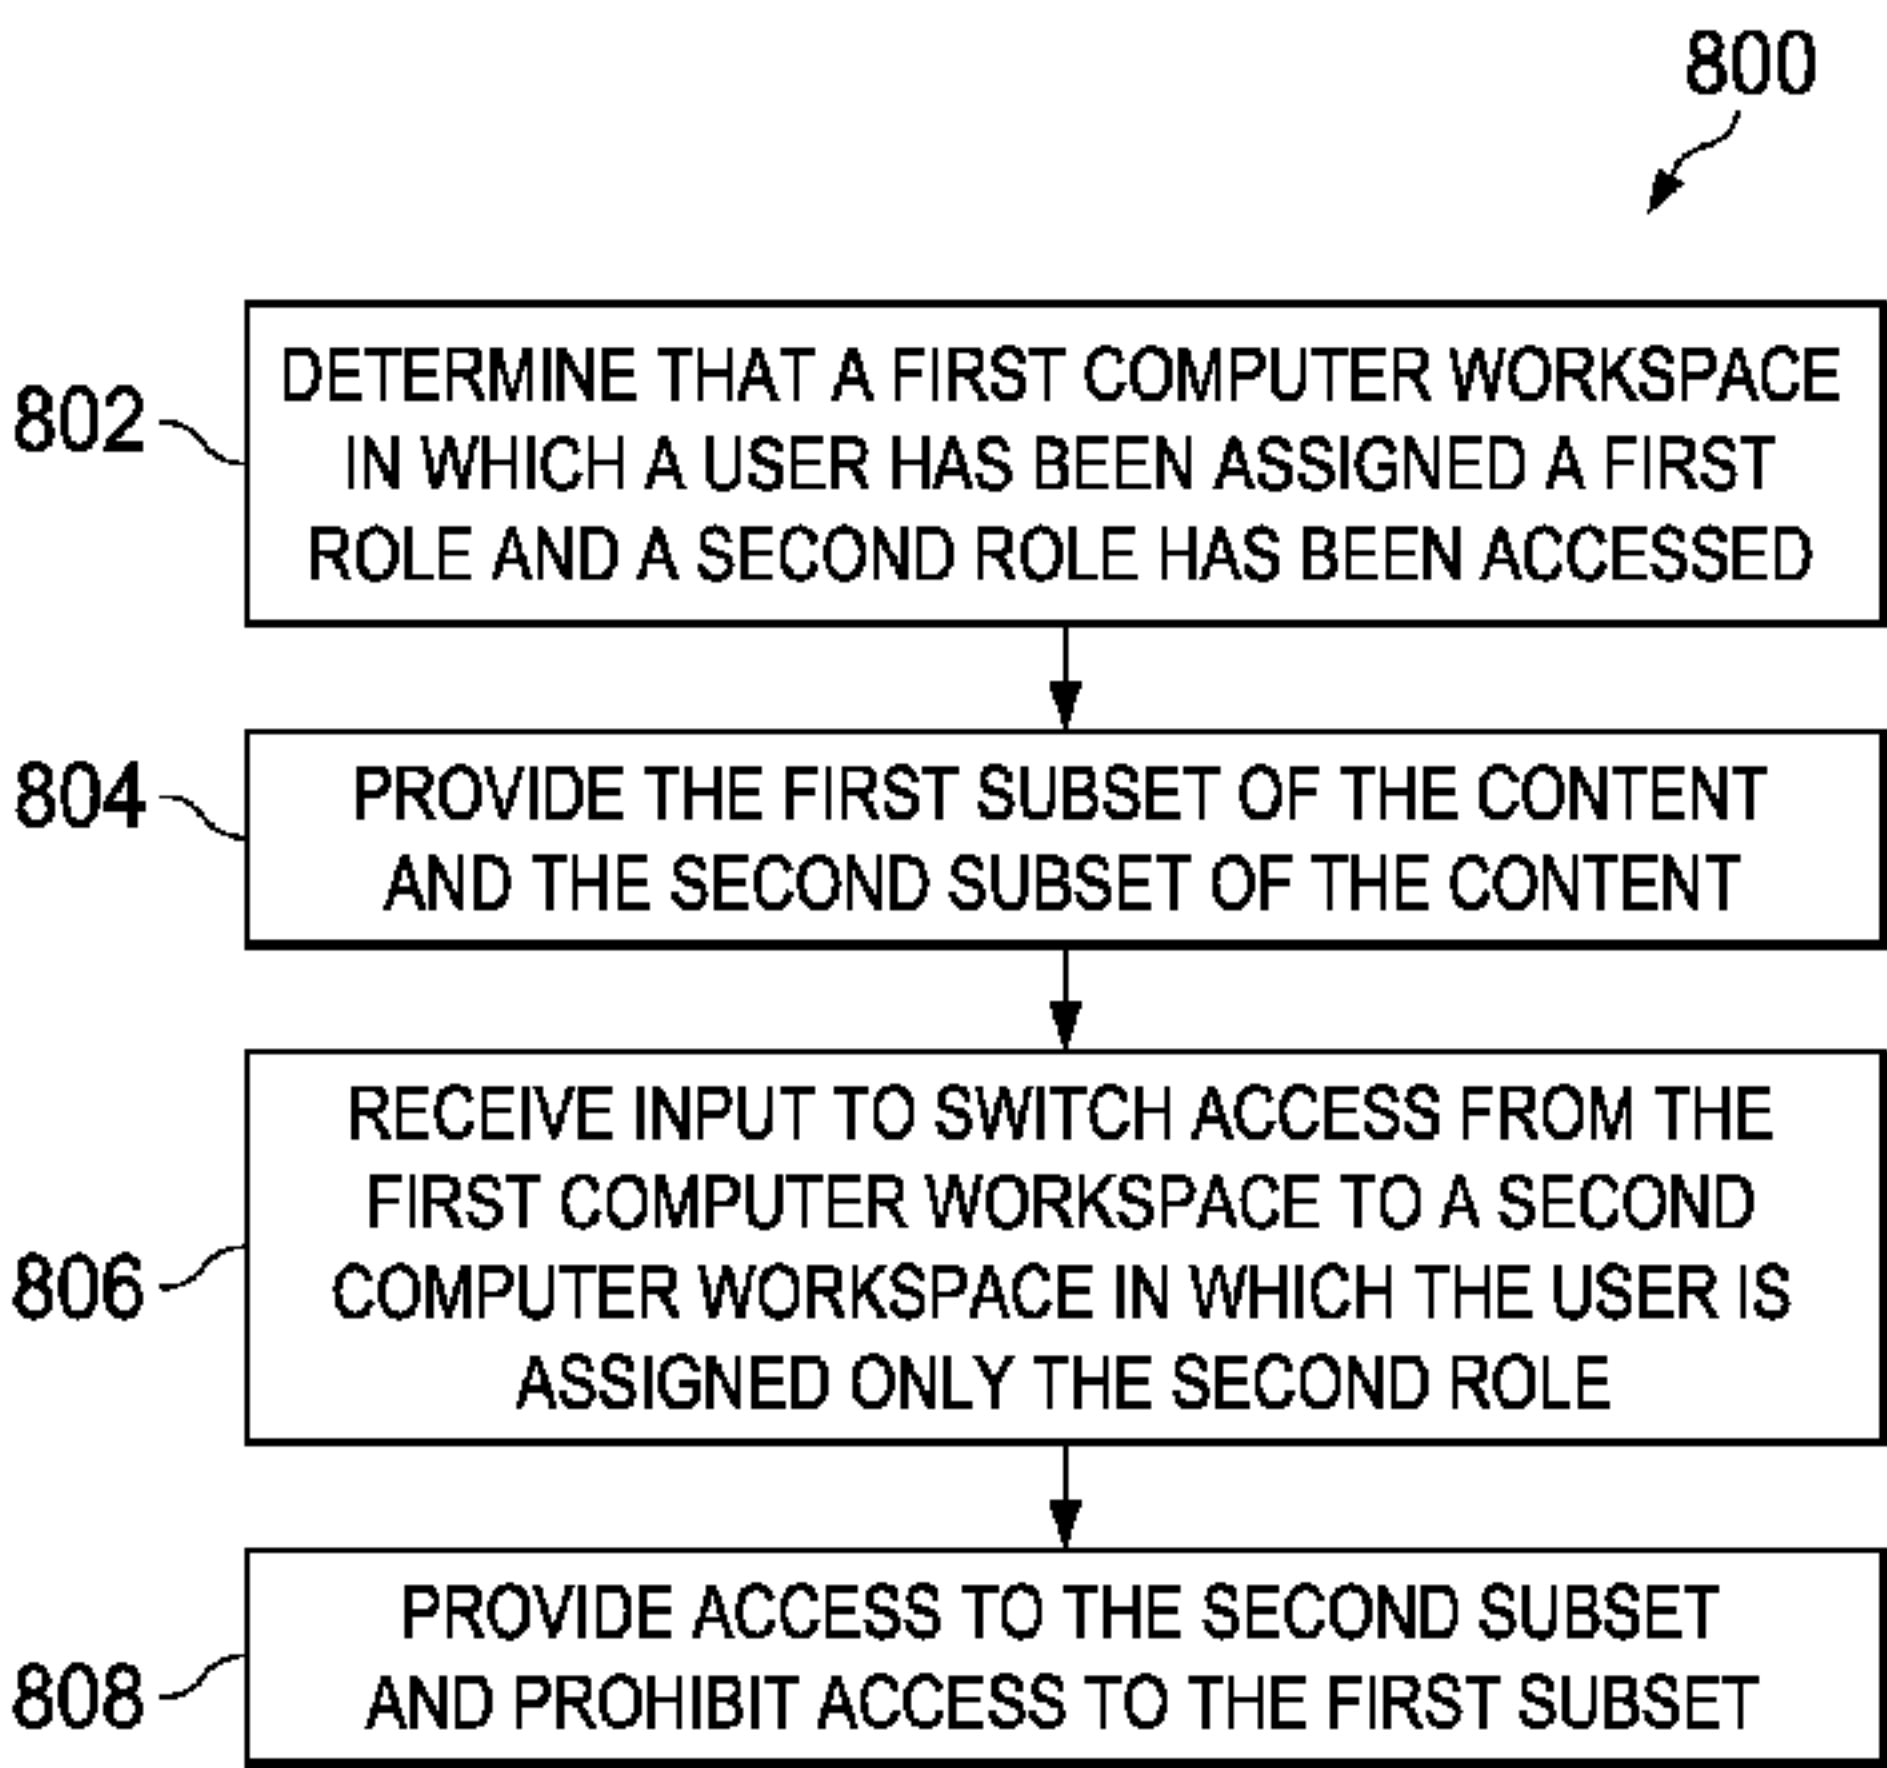 800
802
DETERMINE THAT A FIRST COMPUTER WORKSPACE
IN WHICH A USER HAS BEEN ASSIGNED A FIRST
ROLE AND A SECOND ROLE HAS BEEN ACCESSED
804
PROVIDE THE FIRST SUBSET OF THE CONTENT
AND THE SECOND SUBSET OF THE CONTENT
806
RECEIVE INPUT TO SWITCH ACCESS FROM THE
FIRST COMPUTER WORKSPACE TO A SECOND
COMPUTER WORKSPACE IN WHICH THE USER IS
ASSIGNED ONLY THE SECOND ROLE
808
PROVIDE ACCESS TO THE SECOND SUBSET
AND PROHIBIT ACCESS TO THE FIRST SUBSET